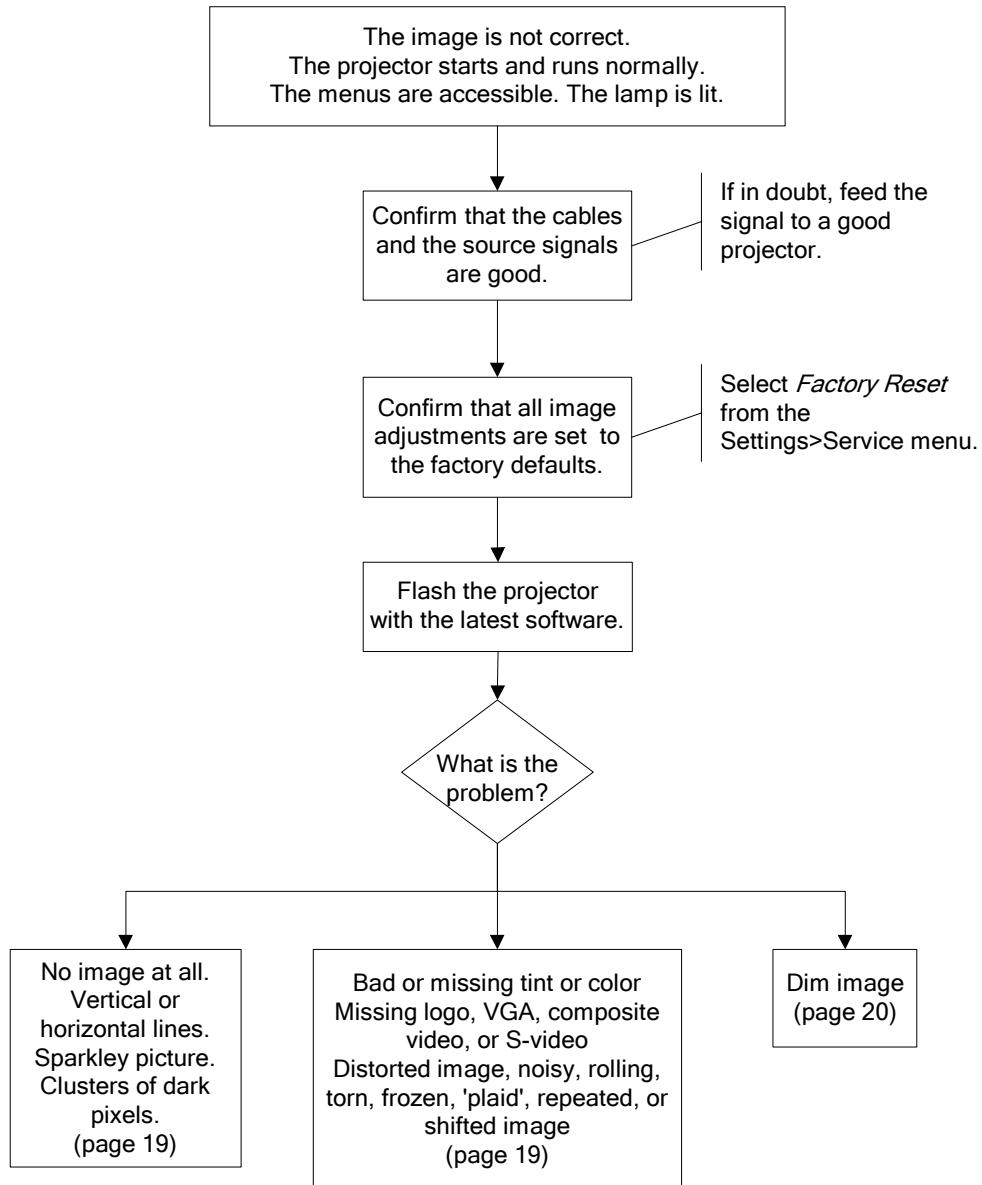 The image is not correct.
The projector starts and runs normally.
The menus are accessible. The lamp is lit.
Confirm that the cables
and the source signals
are good.
If in doubt, feed the
signal to a good
projector.
Confirm that all image
adjustments are set to
the factory defaults.
Select Factory Reset
from the
Settings>Service menu.
Flash the projector
with the latest software.
What is the
problem?
No image at all.
Vertical or
horizontal lines.
Sparkley picture.
Clusters of dark
pixels.
(page 19)
Bad or missing tint or color
Missing logo, VGA, composite
video, or S-video
Distorted image, noisy, rolling,
torn, frozen, 'plaid', repeated, or
shifted image
(page 19)
Dim image
(page 20)